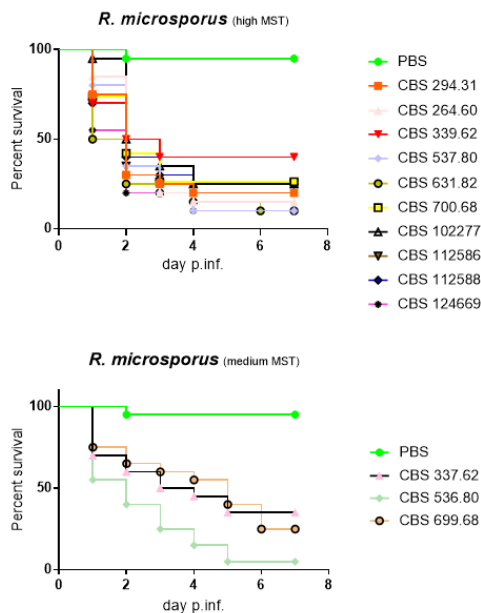 R. microsporus (high MST)
100
50
0
0 2 4 6 8
Percent survival
day p.inf.
PBS
CBS 294.31
CBS 264.60
CBS 339.62
CBS 537.80
CBS 631.82
CBS 700.68
CBS 102277
CBS 112586
CBS 112588
CBS 124669
R. microsporus (medium MST)
100
50
0
0 2 4 6 8
Percent survival
day p.inf.
PBS
CBS 337.62
CBS 536.80
CBS 699.68